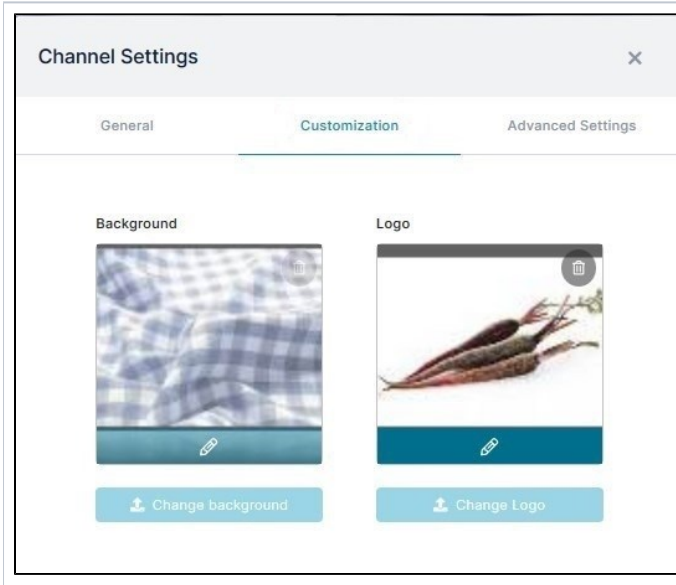 Channel Settings
General Customization Advanced Settings
Background Logo
Change background Change Logo